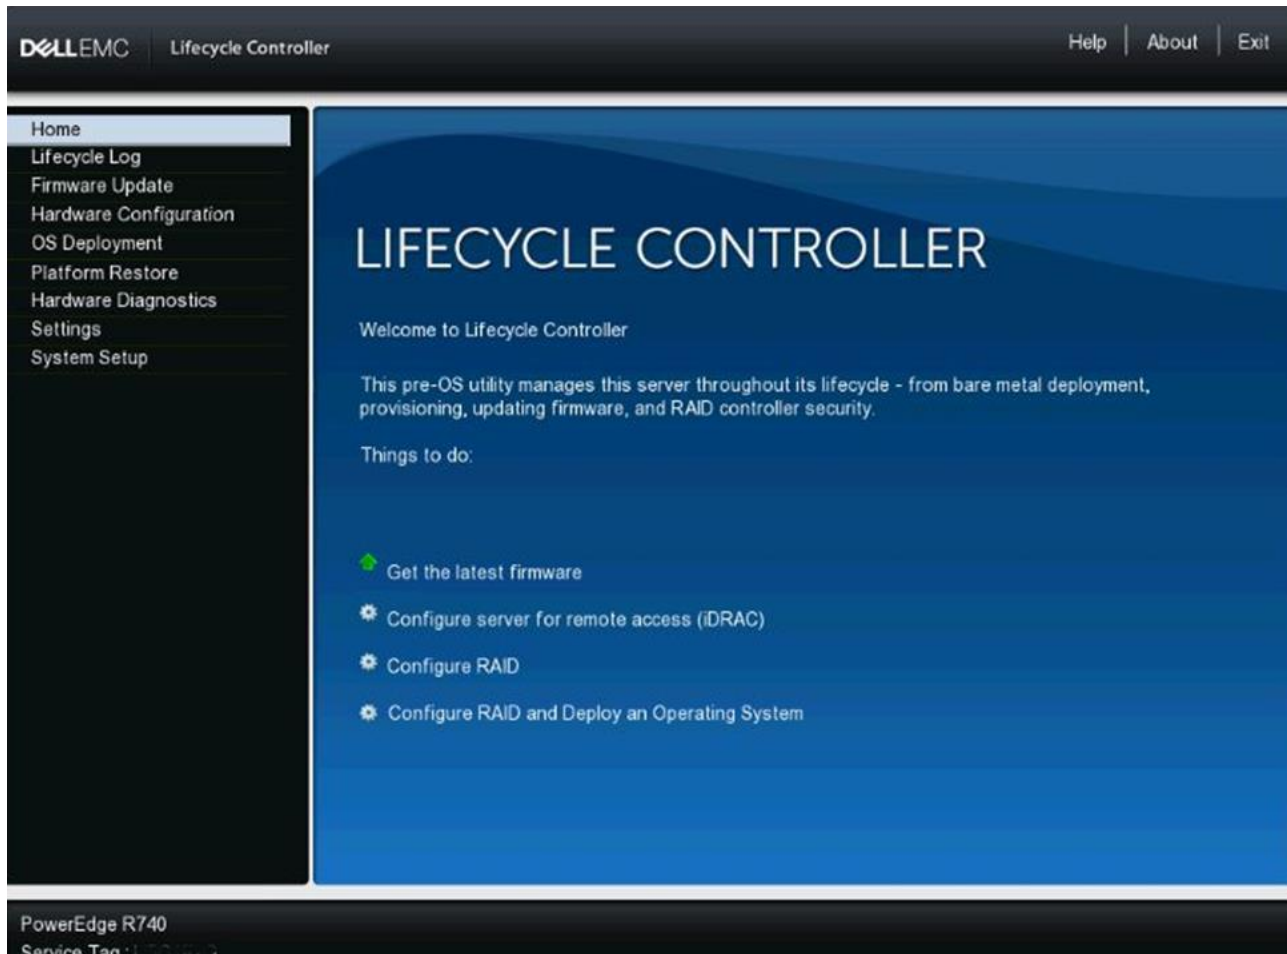 DELLEMC Lifecycle Controller Help About Exit
Home
Lifecycle Log
Firmware Update
Hardware Configuration
OS Deployment
Platform Restore
Hardware Diagnostics
Settings
System Setup
LIFECYCLE CONTROLLER
Welcome to Lifecycle Controller
This pre-OS utility manages this server throughout its lifecycle - from bare metal deployment,
provisioning, updating firmware, and RAID controller security.
Things to do:
Get the latest firmware
Configure server for remote access (iDRAC)
Configure RAID
Configure RAID and Deploy an Operating System
PowerEdge R740
Service Tag :